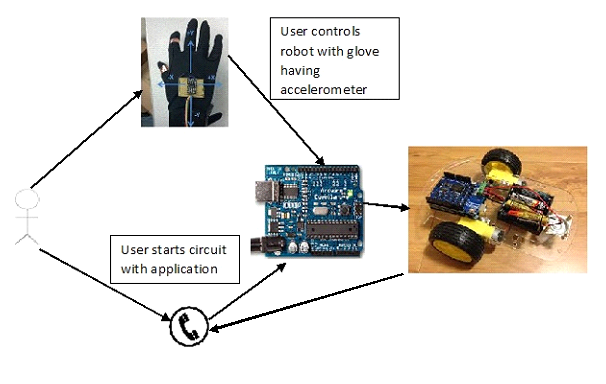 User controls
robot with glove
having
accelerometer
+Y
-X
+X
-Y
User starts circuit
with application